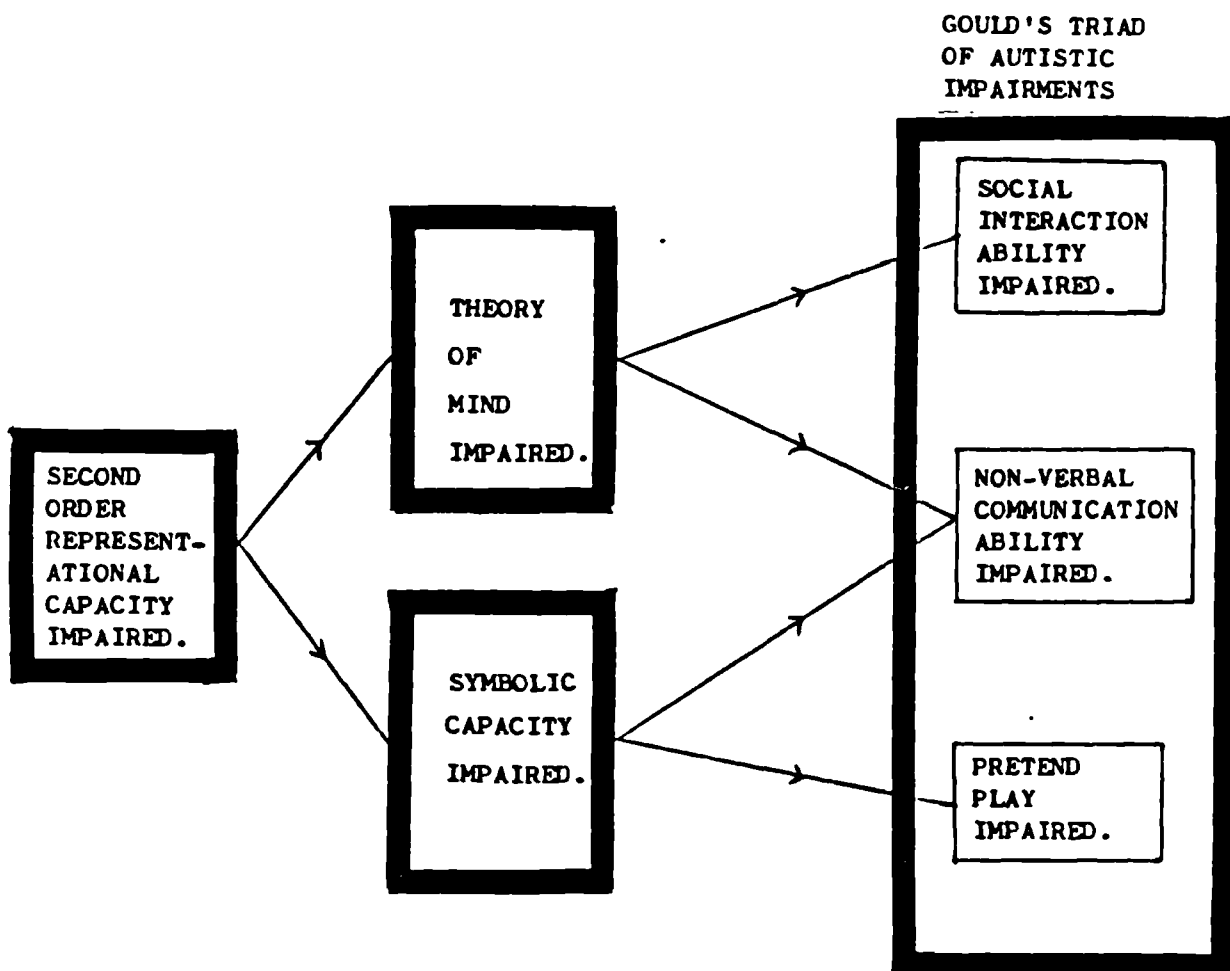 GOULD'S TRIAD
OF AUTISTIC
IMPAIRMENTS
SECOND
ORDER
REPRESENT-
ATIONAL
CAPACITY
IMPAIRED.
THEORY
OF
MIND
IMPAIRED.
SYMBOLIC
CAPACITY
IMPAIRED.
SOCIAL
INTERACTION
ABILITY
IMPAIRED.
NON-VERBAL
COMMUNICATION
ABILITY
IMPAIRED.
PRETEND
PLAY
IMPAIRED.